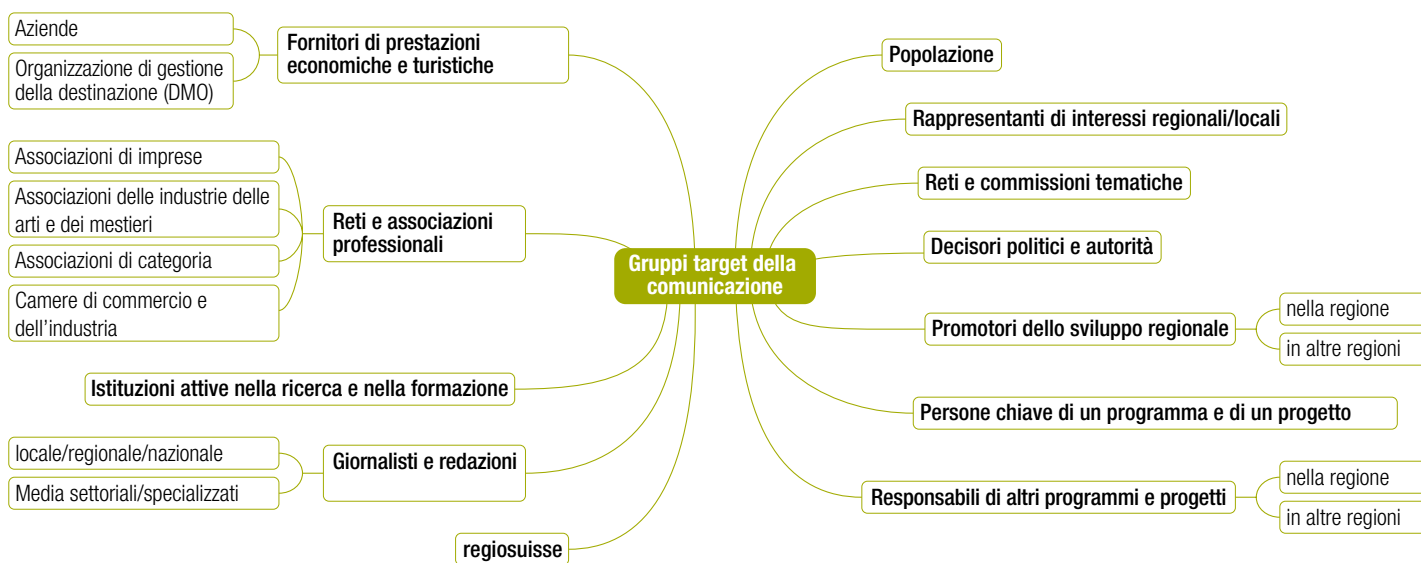 Gruppi target della
comunicazione
Aziende
Organizzazione di gestione
della destinazione (DMO)
Fornitori di prestazioni
economiche e turistiche
Associazioni di imprese
Associazioni delle industrie delle
arti e dei mestieri
Associazioni di categoria
Camere di commercio e
dell'industria
Reti e associazioni
professionali
Istituzioni attive nella ricerca e nella formazione
locale/regionale/nazionale
Media settoriali/specializzati
Giornalisti e redazioni
regiosuisse
Popolazione
Rappresentanti di interessi regionali/locali
Reti e commissioni tematiche
Decisori politici e autorità
Promotori dello sviluppo regionale
nella regione
in altre regioni
Persone chiave di un programma e di un progetto
Responsabili di altri programmi e progetti
nella regione
in altre regioni